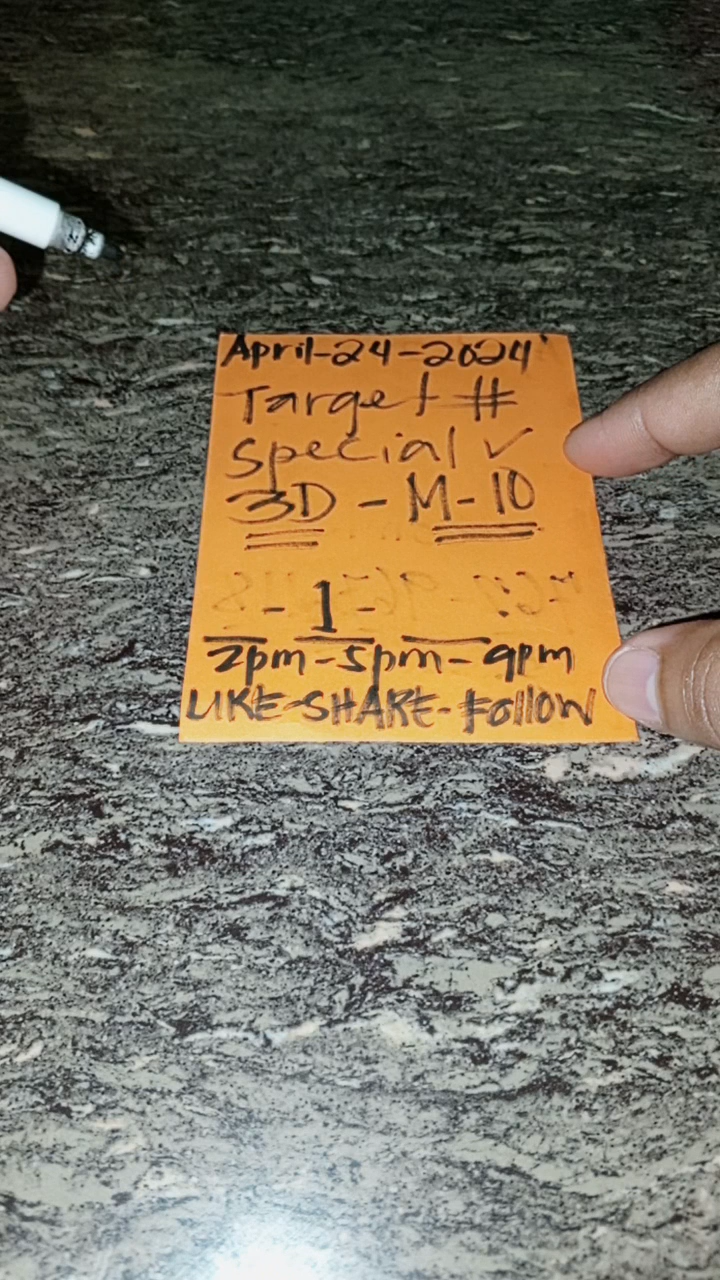 April-24-2024
Target #
Special ✓
3D - M-10
- 1 -
2pm-5pm-9pm
LIKE-SHARE-Follow